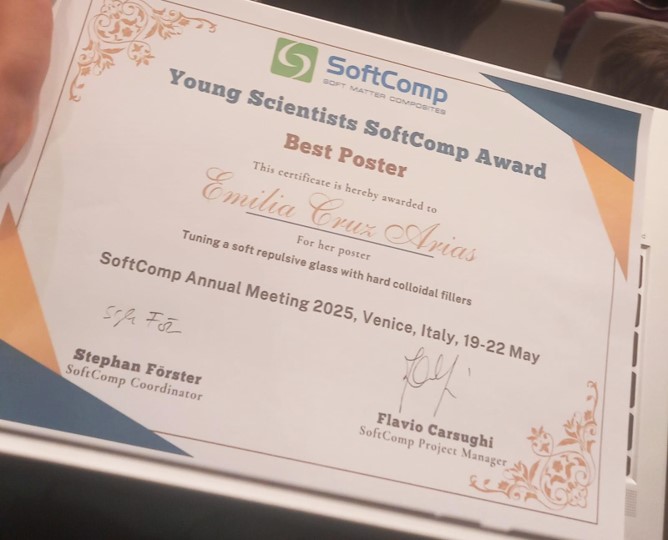 SoftComp
SOFT MATTER COMPOSITES
Young Scientists SoftComp Award
Best Poster
This certificate is hereby awarded to
Emilia Cruz Arias
For her poster
Tuning a soft repulsive glass with hard colloidal fillers
SoftComp Annual Meeting 2025, Venice, Italy, 19-22 May
Stephan Förster
SoftComp Coordinator
Flavio Carsughi
SoftComp Project Manager